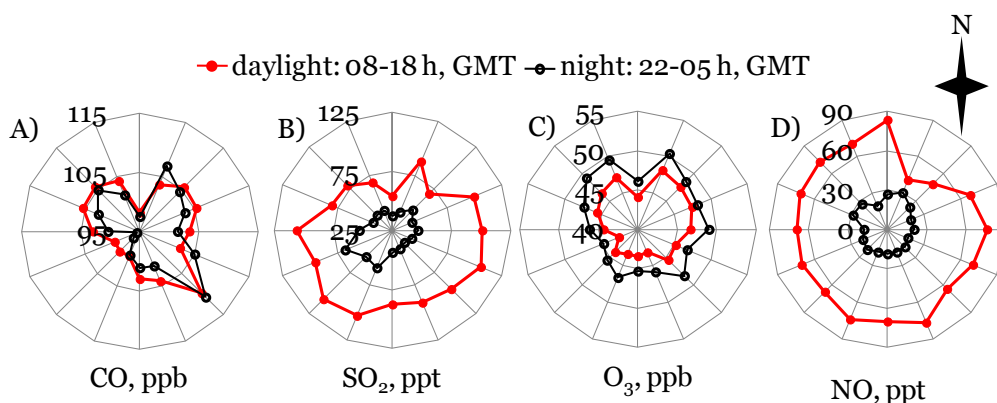 N
daylight: 08-18 h, GMT night: 22-05 h, GMT
A) 115 105 95
B) 125 75 25
C) 55 50 45 40
D) 90 60 30 0
CO, ppb
SO₂, ppt
O₃, ppb
NO, ppt